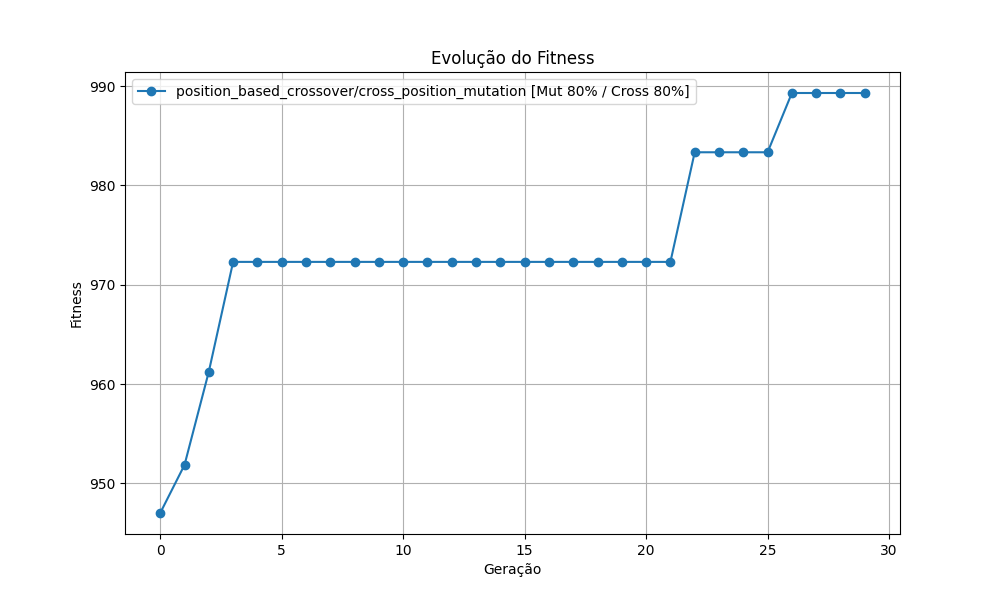 Evolução do Fitness
position_based_crossover/cross_position_mutation [Mut 80% / Cross 80%]
990
980
970
960
950
Fitness
0 5 10 15 20 25 30
Geração